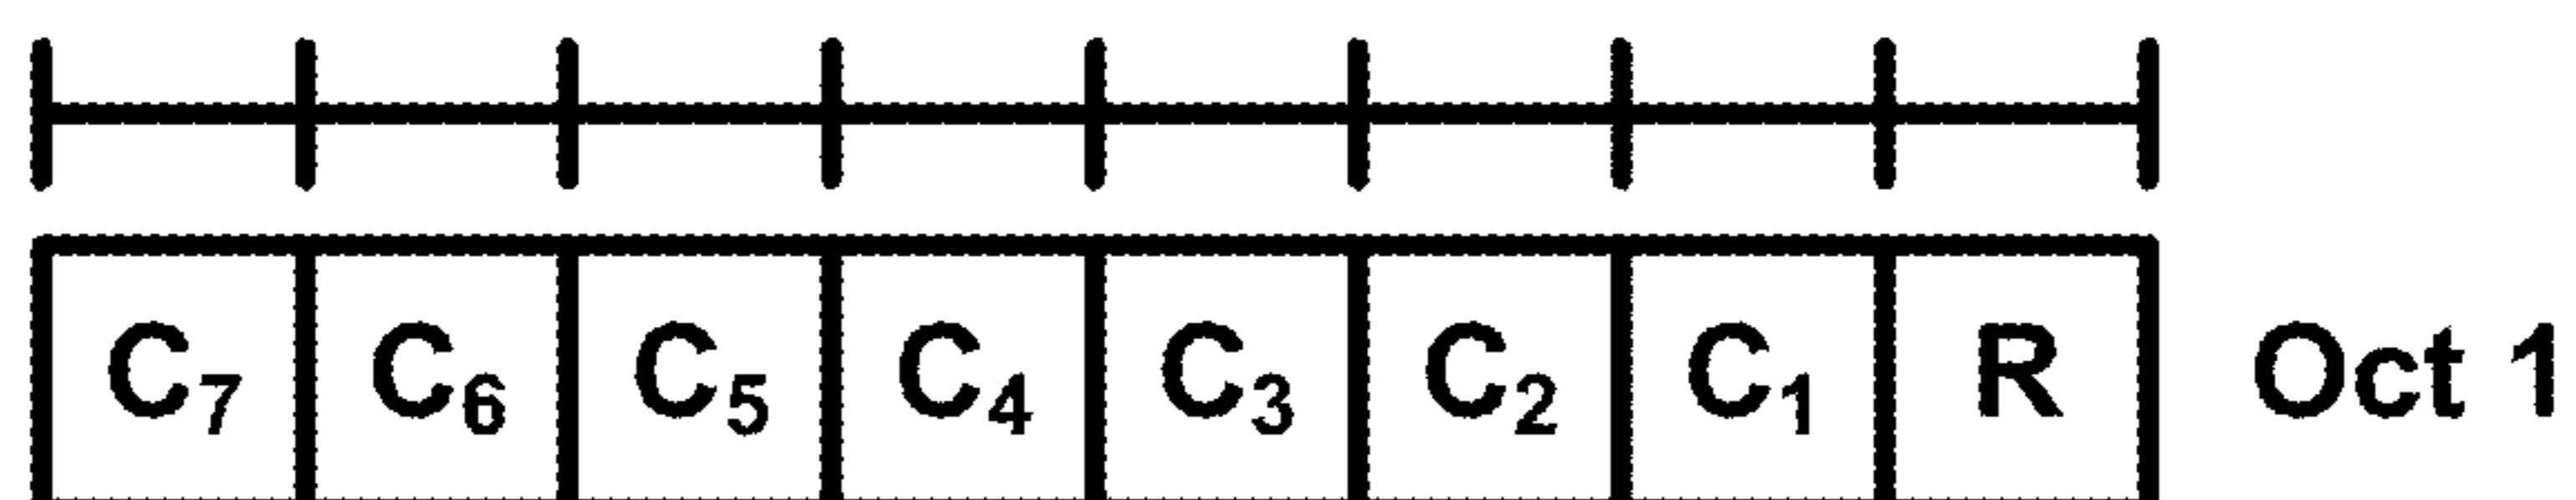 C₇ C₆ C₅ C₄ C₃ C₂ C₁ R Oct 1